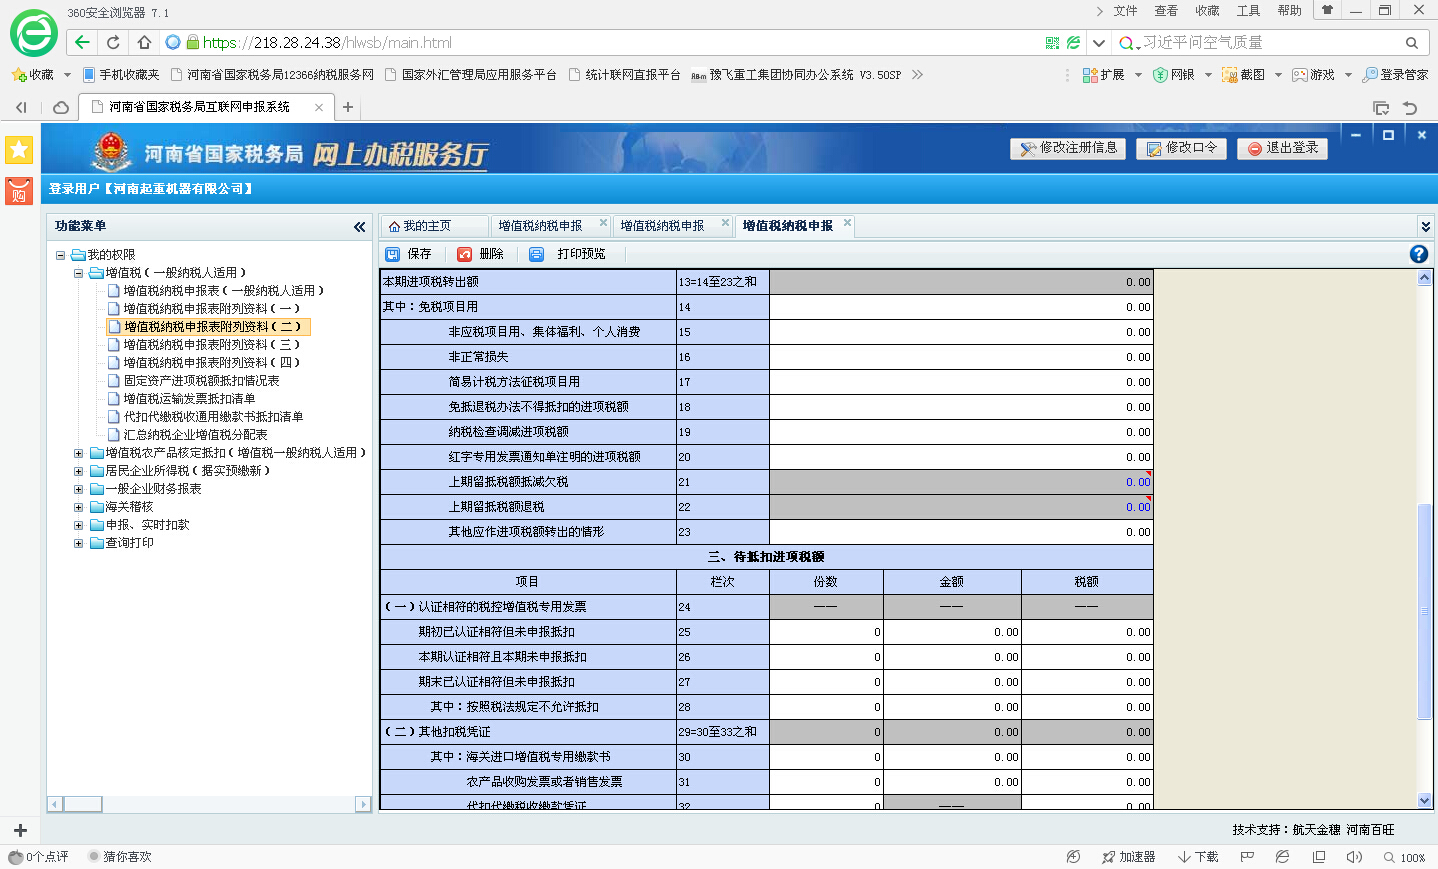 360安全浏览器 7.1
文件 查看 收藏 工具 帮助
https://218.28.24.38/hlwsb/main.html
习近平问空气质量
收藏 手机收藏夹 河南省国家税务局12366纳税服务网 国家外汇管理局应用服务平台 统计联网直报平台 RBm 豫飞重工集团协同办公系统 V3.50SP
扩展 网银 截图 游戏 登录管家
河南省国家税务局互联网申报系统
河南省国家税务局 网上办税服务厅
修改注册信息 修改口令 退出登录
登录用户【河南起重机器有限公司】
购
功能菜单
我的主页 增值税纳税申报 增值税纳税申报 增值税纳税申报
保存 删除 打印预览
我的权限
增值税(一般纳税人适用)
增值税纳税申报表(一般纳税人适用)
增值税纳税申报表附列资料(一)
增值税纳税申报表附列资料(二)
增值税纳税申报表附列资料(三)
增值税纳税申报表附列资料(四)
固定资产进项税额抵扣情况表
增值税运输发票抵扣清单
代扣代缴税收通用缴款书抵扣清单
汇总纳税企业增值税分配表
增值税农产品核定抵扣(增值税一般纳税人适用)
居民企业所得税(据实预缴新)
一般企业财务报表
海关稽核
申报、实时扣款
查询打印
本期进项税转出额 13=14至23之和 0.00
其中：免税项目用 14 0.00
非应税项目用、集体福利、个人消费 15 0.00
非正常损失 16 0.00
简易计税方法征税项目用 17 0.00
免抵退税办法不得抵扣的进项税额 18 0.00
纳税检查调减进项税额 19 0.00
红字专用发票通知单注明的进项税额 20 0.00
上期留抵税额抵减欠税 21 0.00
上期留抵税额退税 22 0.00
其他应作进项税额转出的情形 23 0.00
三、待抵扣进项税额
项目 栏次 份数 金额 税额
(一)认证相符的税控增值税专用发票 24 —— —— ——
期初已认证相符但未申报抵扣 25 0 0.00 0.00
本期认证相符且本期未申报抵扣 26 0 0.00 0.00
期末已认证相符但未申报抵扣 27 0 0.00 0.00
其中：按照税法规定不允许抵扣 28 0 0.00 0.00
(二)其他扣税凭证 29=30至33之和 0 0.00 0.00
其中：海关进口增值税专用缴款书 30 0 0.00 0.00
农产品收购发票或者销售发票 31 0 0.00 0.00
代扣代缴税收缴款凭证 32 0 —— 0.00
技术支持：航天金穗 河南百旺
0个点评 猜你喜欢
加速器 下载 100%